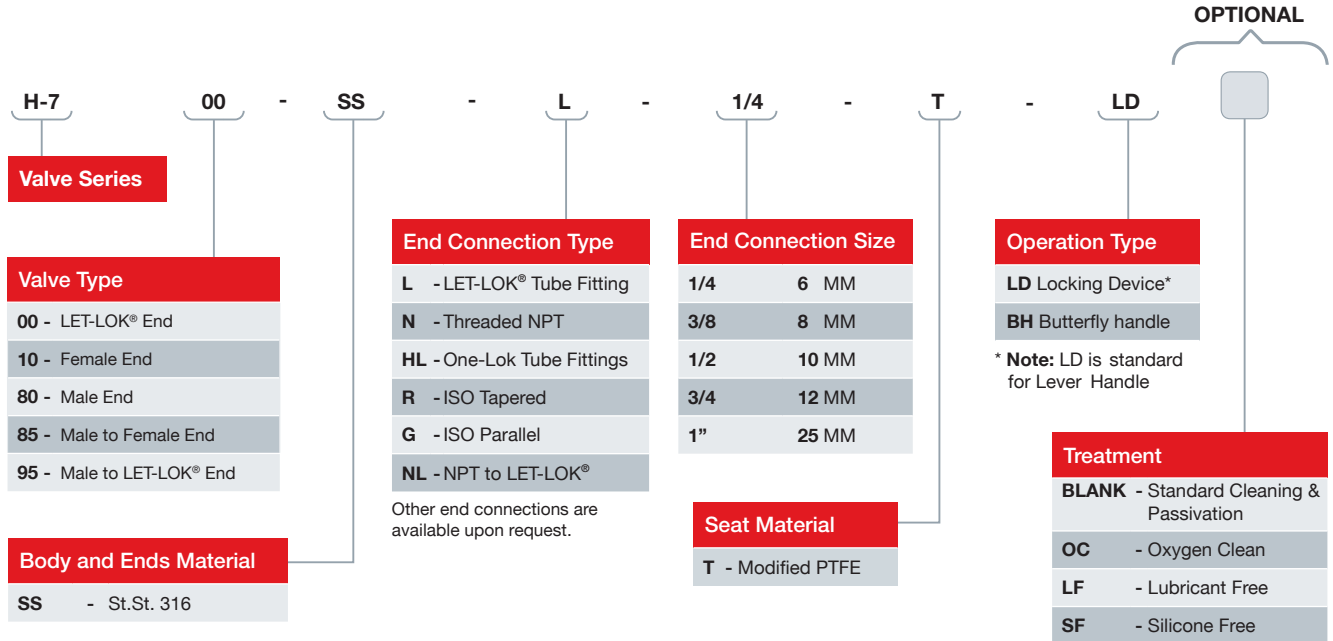 OPTIONAL
H-7 00 - SS - L - 1/4 - T - LD
Valve Series
Valve Type
00 - LET-LOK® End
10 - Female End
80 - Male End
85 - Male to Female End
95 - Male to LET-LOK® End
Body and Ends Material
SS - St.St. 316
End Connection Type
L - LET-LOK® Tube Fitting
N - Threaded NPT
HL - One-Lok Tube Fittings
R - ISO Tapered
G - ISO Parallel
NL - NPT to LET-LOK®
Other end connections are
available upon request.
End Connection Size
1/4 6 MM
3/8 8 MM
1/2 10 MM
3/4 12 MM
1” 25 MM
Seat Material
T - Modified PTFE
Operation Type
LD Locking Device*
BH Butterfly handle
* Note: LD is standard
for Lever Handle
Treatment
BLANK - Standard Cleaning &
Passivation
OC - Oxygen Clean
LF - Lubricant Free
SF - Silicone Free